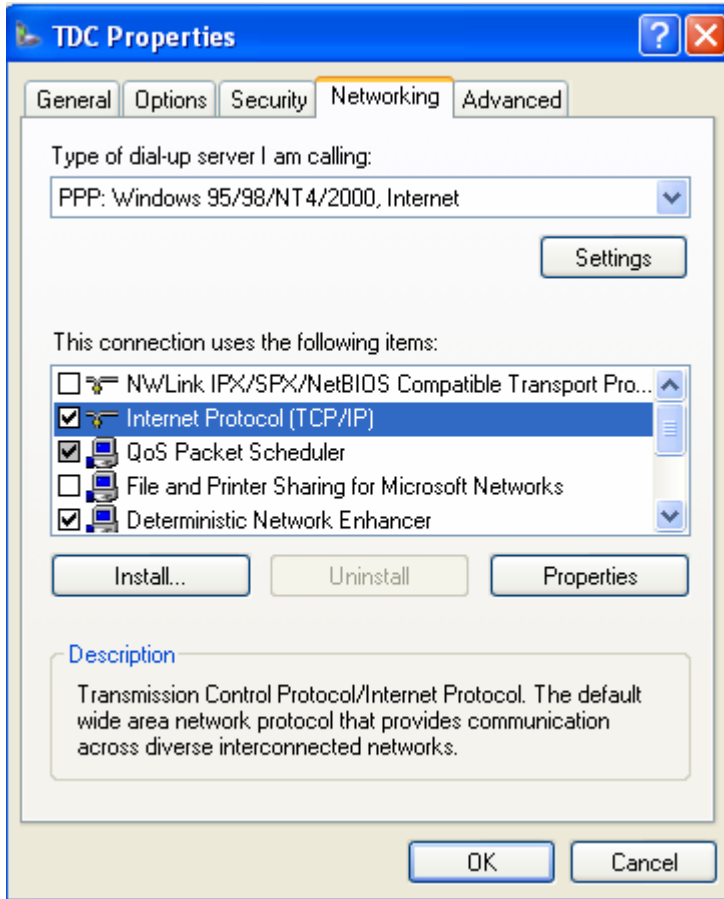 TDC Properties
General Options Security Networking Advanced
Type of dial-up server I am calling:
PPP: Windows 95/98/NT4/2000, Internet
Settings
This connection uses the following items:
NWLink IPX/SPX/NetBIOS Compatible Transport Pro...
Internet Protocol (TCP/IP)
QoS Packet Scheduler
File and Printer Sharing for Microsoft Networks
Deterministic Network Enhancer
Install... Uninstall Properties
Description
Transmission Control Protocol/Internet Protocol. The default
wide area network protocol that provides communication
across diverse interconnected networks.
OK Cancel